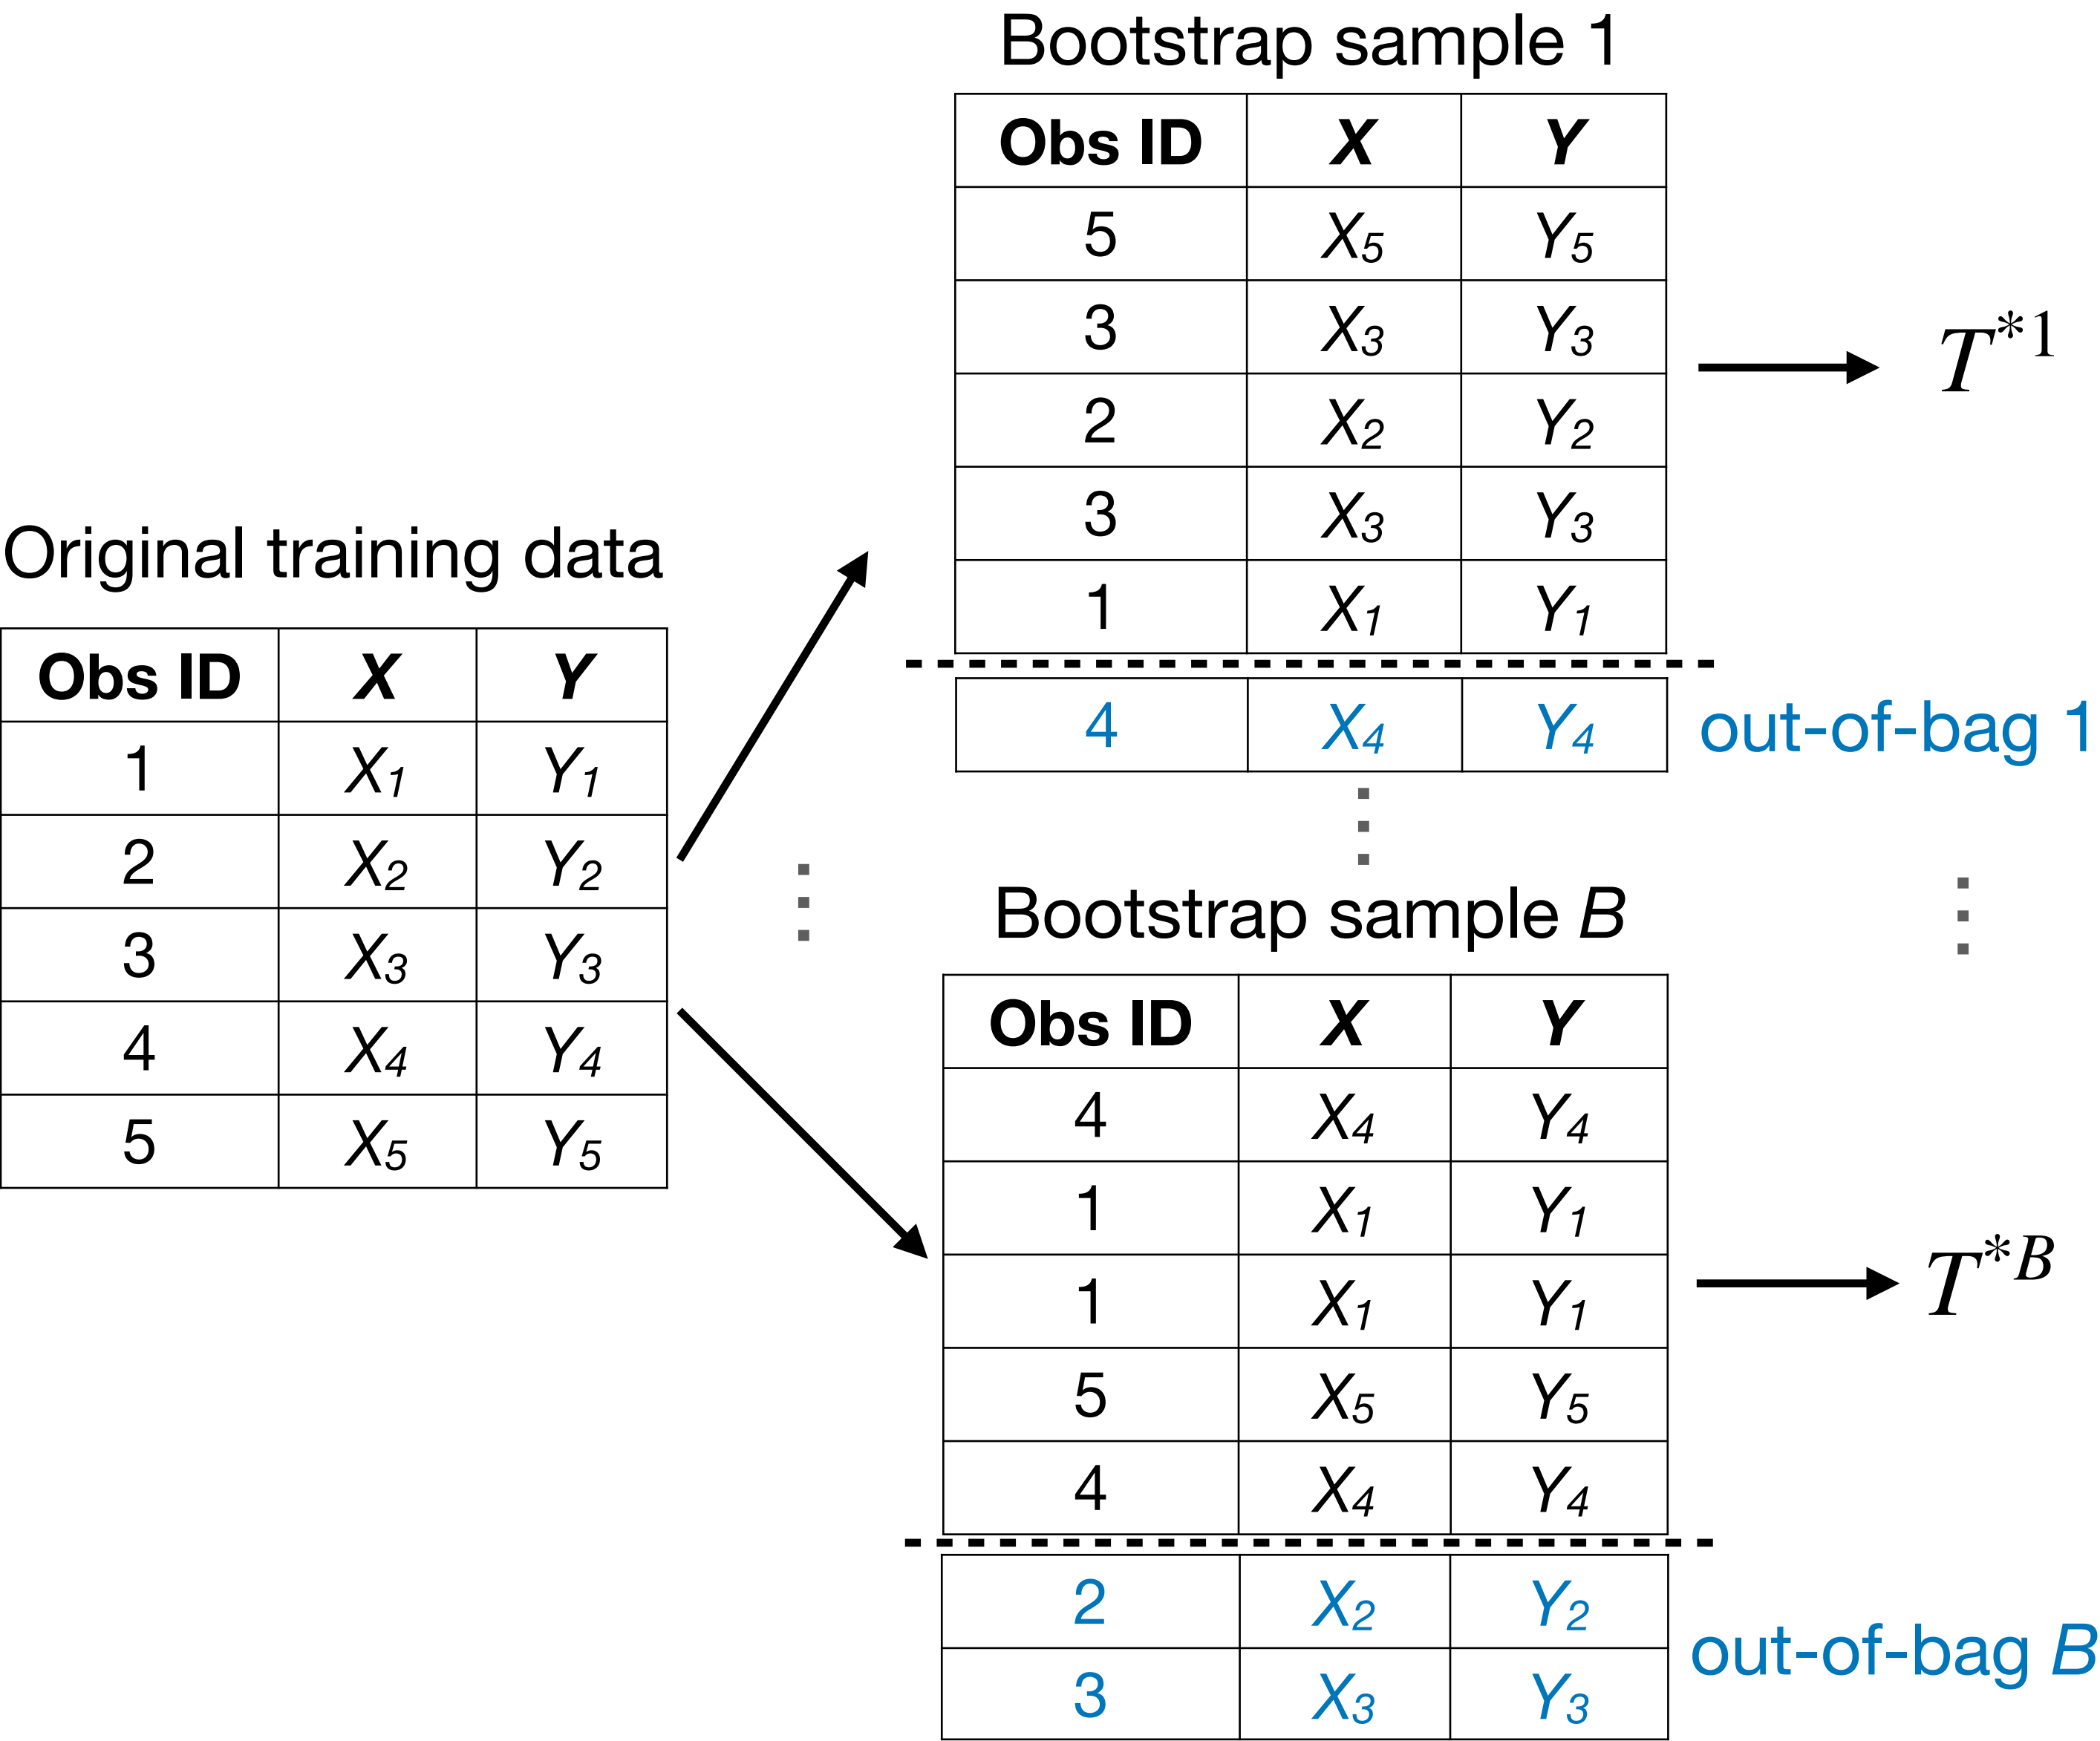 Original training data
Obs ID X Y
1 X1 Y1
2 X2 Y2
3 X3 Y3
4 X4 Y4
5 X5 Y5
Bootstrap sample 1
Obs ID X Y
5 X5 Y5
3 X3 Y3
2 X2 Y2
3 X3 Y3
1 X1 Y1
4 X4 Y4
out-of-bag 1
T*1
Bootstrap sample B
Obs ID X Y
4 X4 Y4
1 X1 Y1
1 X1 Y1
5 X5 Y5
4 X4 Y4
2 X2 Y2
3 X3 Y3
out-of-bag B
T*B